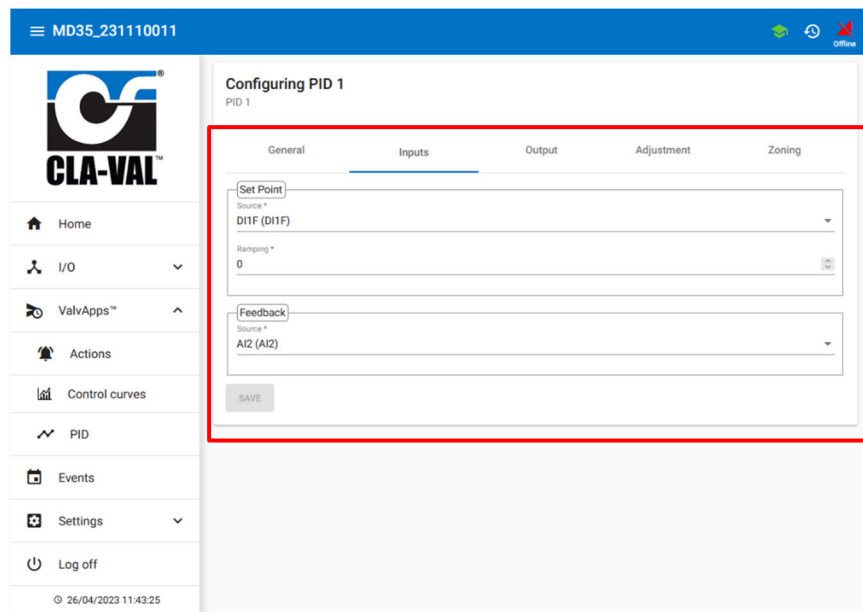 MD35_231110011
Offline
CLA-VAL™
®
Home
I/O
ValvApps™
Actions
Control curves
PID
Events
Settings
Log off
26/04/2023 11:43:25
Configuring PID 1
PID 1
General Inputs Output Adjustment Zoning
Set Point
Source *
DI1F (DI1F)
Ramping *
0
Feedback
Source *
AI2 (AI2)
SAVE